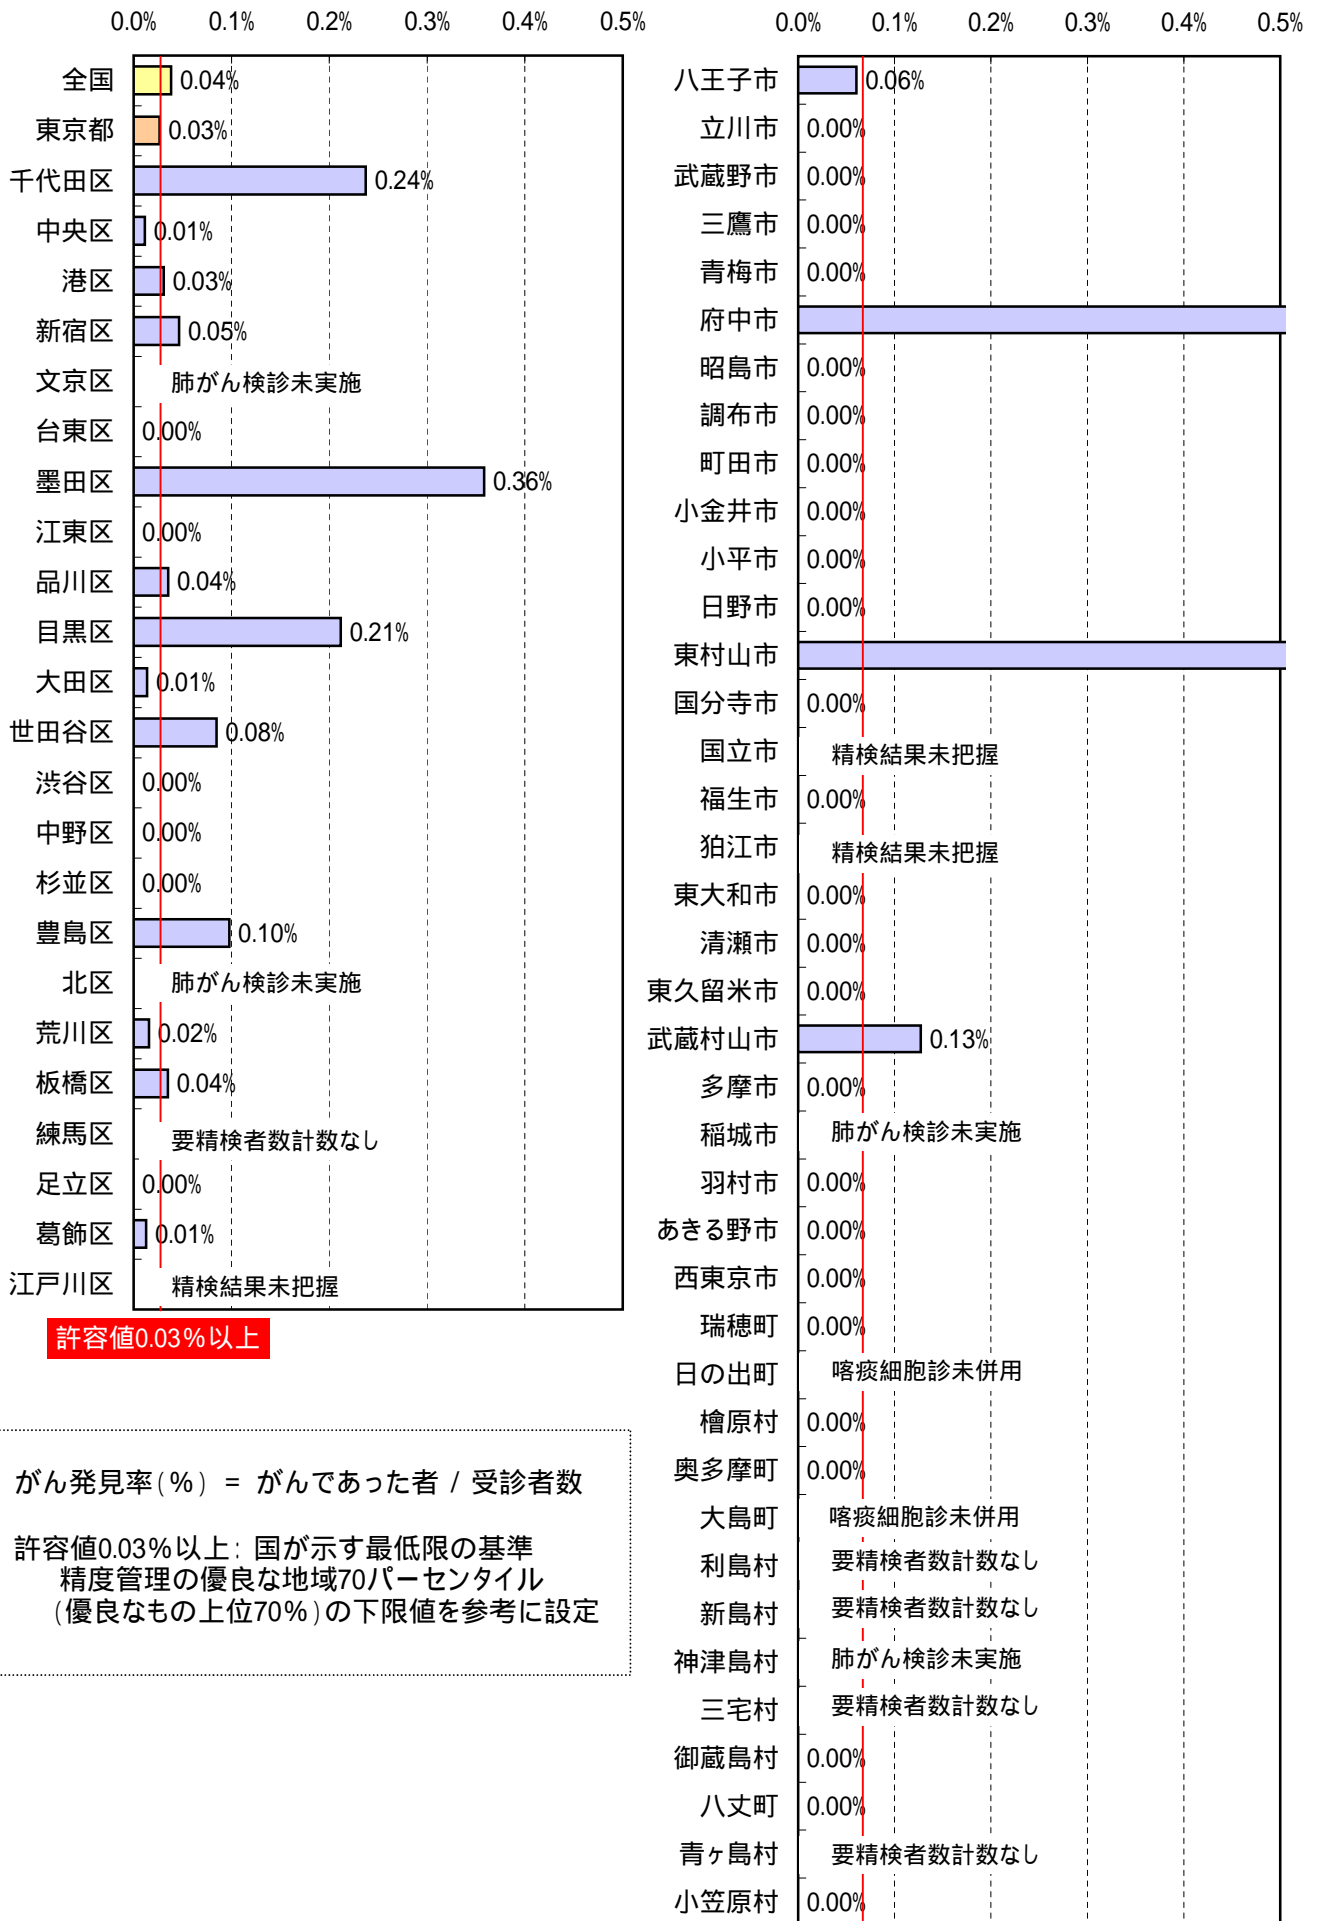 0.0% 0.1% 0.2% 0.3% 0.4% 0.5%
全国 0.04%
東京都 0.03%
千代田区 0.24%
中央区 0.01%
港区 0.03%
新宿区 0.05%
文京区 肺がん検診未実施
台東区 0.00%
墨田区 0.36%
江東区 0.00%
品川区 0.04%
目黒区 0.21%
大田区 0.01%
世田谷区 0.08%
渋谷区 0.00%
中野区 0.00%
杉並区 0.00%
豊島区 0.10%
北区 肺がん検診未実施
荒川区 0.02%
板橋区 0.04%
練馬区 要精検者数計数なし
足立区 0.00%
葛飾区 0.01%
江戸川区 精検結果未把握
許容値0.03%以上
がん発見率(%) = がんであった者 / 受診者数
許容値0.03%以上: 国が示す最低限の基準
精度管理の優良な地域70パーセンタイル
(優良なもの上位70%)の下限値を参考に設定
0.0% 0.1% 0.2% 0.3% 0.4% 0.5%
八王子市 0.06%
立川市 0.00%
武蔵野市 0.00%
三鷹市 0.00%
青梅市 0.00%
府中市
昭島市 0.00%
調布市 0.00%
町田市 0.00%
小金井市 0.00%
小平市 0.00%
日野市 0.00%
東村山市
国分寺市 0.00%
国立市 精検結果未把握
福生市 0.00%
狛江市 精検結果未把握
東大和市 0.00%
清瀬市 0.00%
東久留米市 0.00%
武蔵村山市 0.13%
多摩市 0.00%
稲城市 肺がん検診未実施
羽村市 0.00%
あきる野市 0.00%
西東京市 0.00%
瑞穂町 0.00%
日の出町 喀痰細胞診未併用
檜原村 0.00%
奥多摩町 0.00%
大島町 喀痰細胞診未併用
利島村 要精検者数計数なし
新島村 要精検者数計数なし
神津島村 肺がん検診未実施
三宅村 要精検者数計数なし
御蔵島村 0.00%
八丈町 0.00%
青ヶ島村 要精検者数計数なし
小笠原村 0.00%